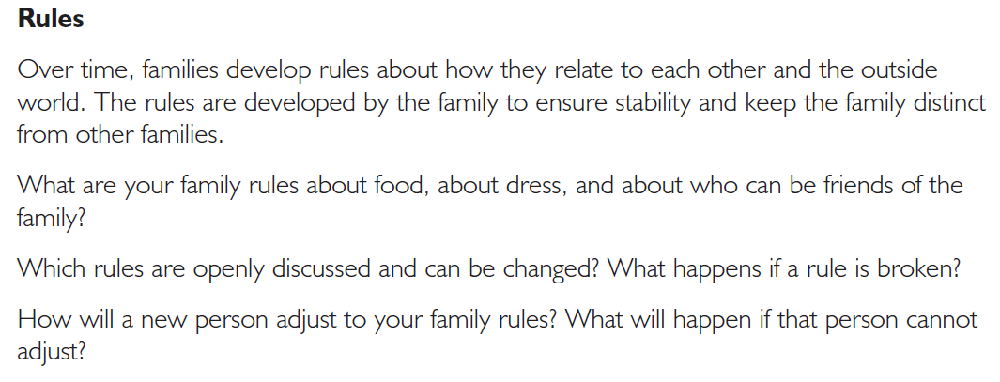 Rules
Over time, families develop rules about how they relate to each other and the outside
world. The rules are developed by the family to ensure stability and keep the family distinct
from other families.
What are your family rules about food, about dress, and about who can be friends of the
family?
Which rules are openly discussed and can be changed? What happens if a rule is broken?
How will a new person adjust to your family rules? What will happen if that person cannot
adjust?